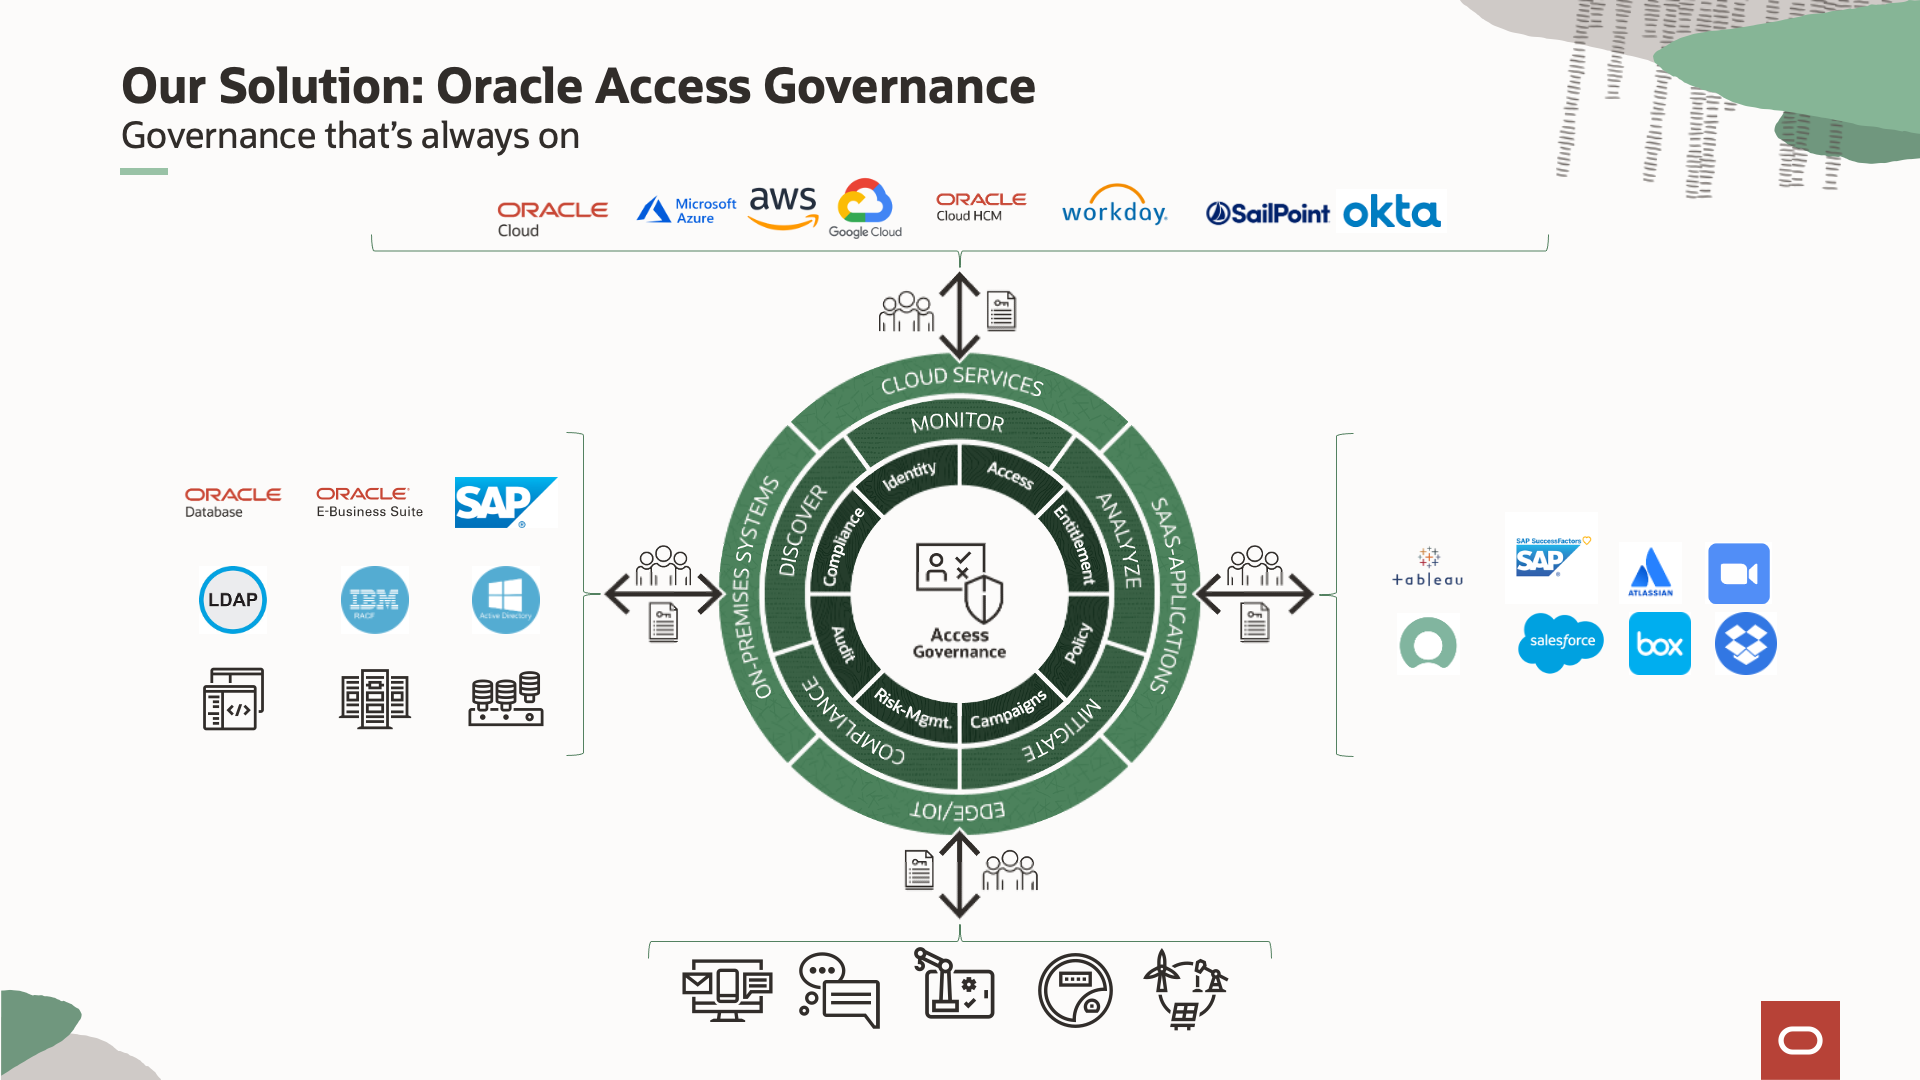 Our Solution: Oracle Access Governance
Governance that's always on
ORACLE
Cloud
Microsoft
Azure
aws
Google Cloud
ORACLE
Cloud HCM
workday.
SailPoint
okta
CLOUD SERVICES
MONITOR
Identity
Access
ON-PREMISES SYSTEMS
DISCOVER
Compliance
Entitlement
ANALYYZE
SAAS-APPLICATIONS
Access
Governance
Audit
Policy
Risk-Mgmt.
Campaigns
COMPLIANCE
MITIGATE
EDGE/IOT
ORACLE
Database
ORACLE
E-Business Suite
SAP
LDAP
IBM
RACF
Active Directory
</>
+ableau
SAP SuccessFactors
SAP
ATLASSIAN
salesforce
box